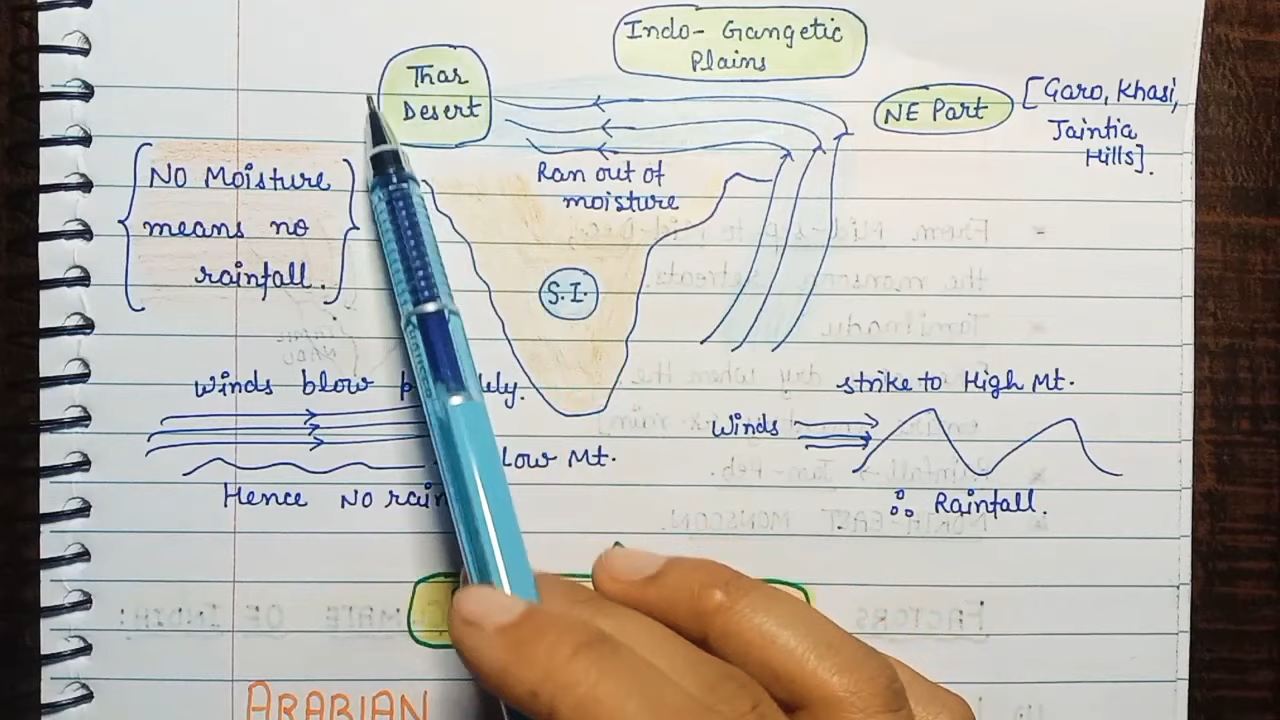 Indo- Gangetic
Plains
Thar
Desert
NE Part
[Garo, Khasi,
Jaintia
Hills].
Ran out of
moisture
{No Moisture
means no
rainfall.}
S.I.
Winds blow
Low Mt.
Hence No rain
strike to High Mt.
Winds
∴ Rainfall.
ARABIAN